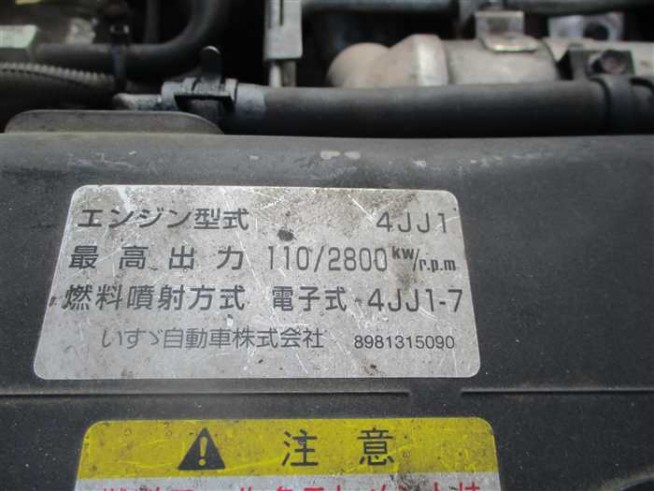 エンジン型式 4JJ1
最高出力 110/2800 kw/r.p.m
燃料噴射方式 電子式-4JJ1-7
いすゞ自動車株式会社 8981315090
注意